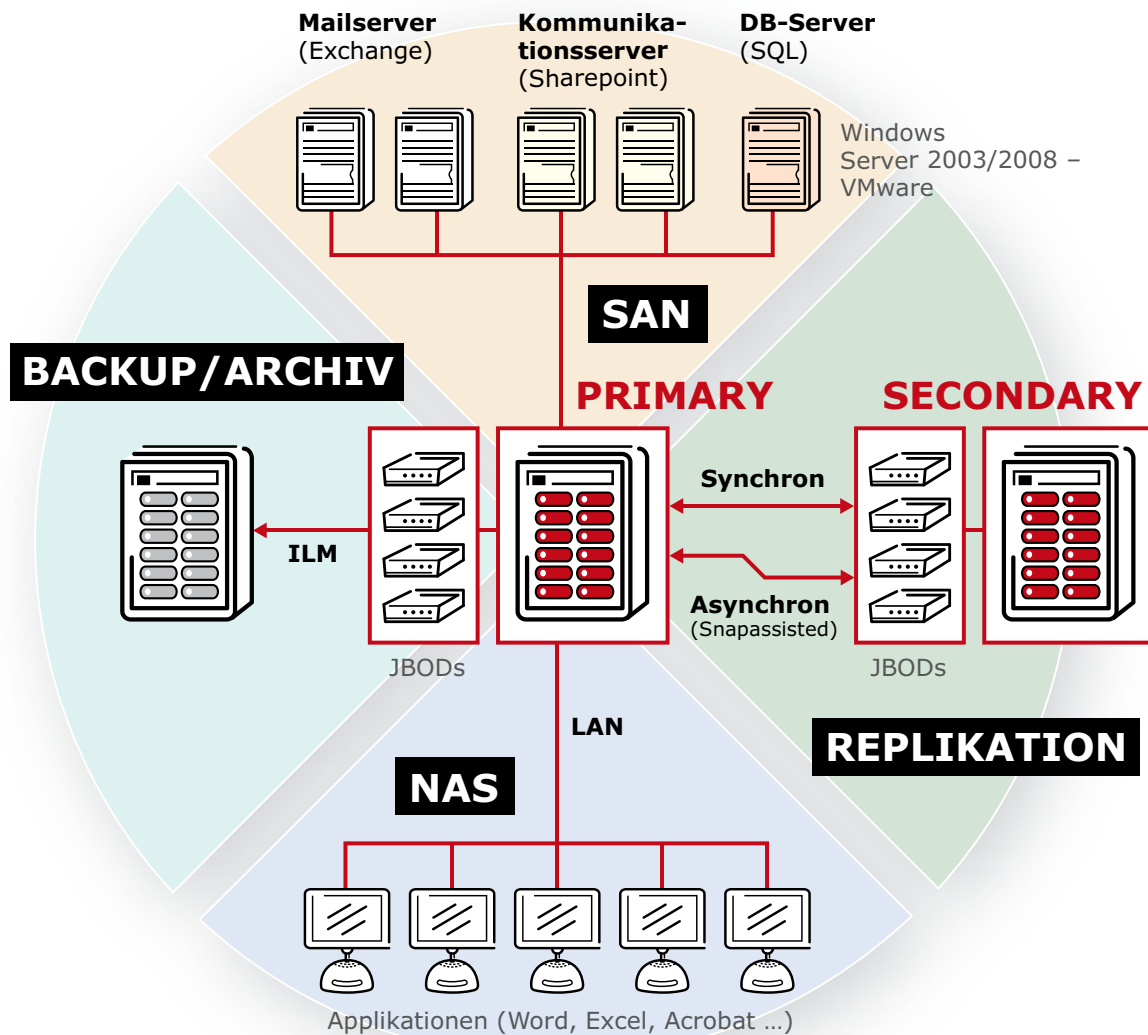 Mailserver
(Exchange)
Kommunika-
tionsserver
(Sharepoint)
DB-Server
(SQL)
Windows
Server 2003/2008 –
VMware
SAN
BACKUP/ARCHIV
PRIMARY
SECONDARY
Synchron
ILM
Asynchron
(Snapassisted)
JBODs
JBODs
LAN
REPLIKATION
NAS
Applikationen (Word, Excel, Acrobat ...)